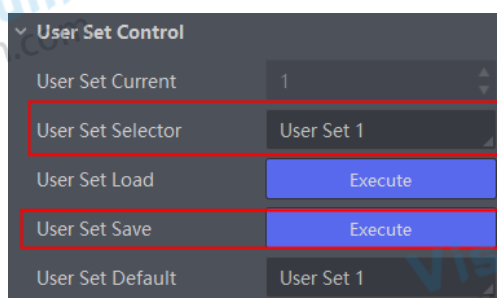 User Set Control
User Set Current 1
User Set Selector User Set 1
User Set Load Execute
User Set Save Execute
User Set Default User Set 1